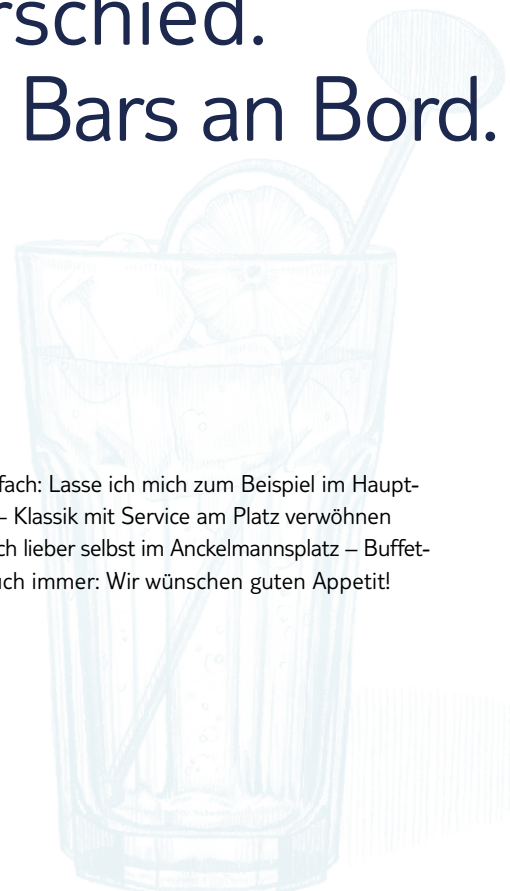 rschied.
Bars an Bord.
fach: Lasse ich mich zum Beispiel im Haupt-
– Klassik mit Service am Platz verwöhnen
ch lieber selbst im Anckelmannsplatz – Buffet-
uch immer: Wir wünschen guten Appetit!